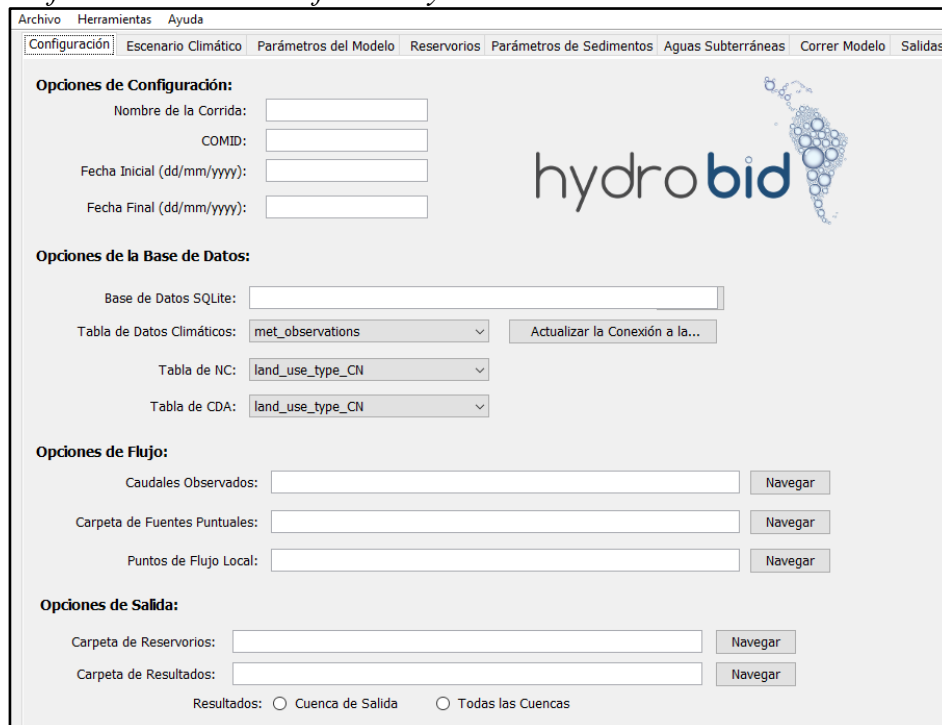 Archivo Herramientas Ayuda
Configuración Escenario Climático Parámetros del Modelo Reservorios Parámetros de Sedimentos Aguas Subterráneas Correr Modelo Salidas
Opciones de Configuración:
Nombre de la Corrida:
COMID:
Fecha Inicial (dd/mm/yyyy):
Fecha Final (dd/mm/yyyy):
hydrobid
Opciones de la Base de Datos:
Base de Datos SQLite:
Tabla de Datos Climáticos: met_observations Actualizar la Conexión a la...
Tabla de NC: land_use_type_CN
Tabla de CDA: land_use_type_CN
Opciones de Flujo:
Caudales Observados: Navegar
Carpeta de Fuentes Puntuales: Navegar
Puntos de Flujo Local: Navegar
Opciones de Salida:
Carpeta de Reservorios: Navegar
Carpeta de Resultados: Navegar
Resultados: Cuenca de Salida Todas las Cuencas